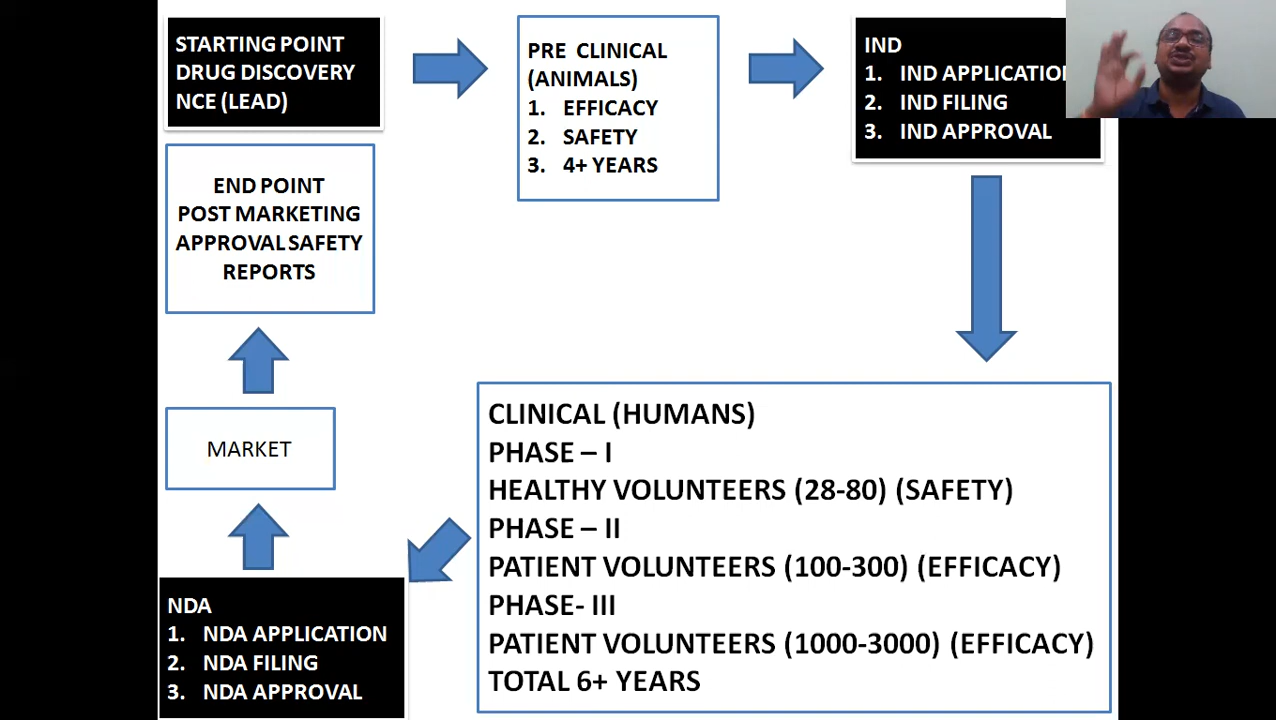 STARTING POINT
DRUG DISCOVERY
NCE (LEAD)
PRE CLINICAL
(ANIMALS)
1. EFFICACY
2. SAFETY
3. 4+ YEARS
IND
1. IND APPLICATIO
2. IND FILING
3. IND APPROVAL
CLINICAL (HUMANS)
PHASE – I
HEALTHY VOLUNTEERS (28-80) (SAFETY)
PHASE – II
PATIENT VOLUNTEERS (100-300) (EFFICACY)
PHASE- III
PATIENT VOLUNTEERS (1000-3000) (EFFICACY)
TOTAL 6+ YEARS
NDA
1. NDA APPLICATION
2. NDA FILING
3. NDA APPROVAL
MARKET
END POINT
POST MARKETING
APPROVAL SAFETY
REPORTS